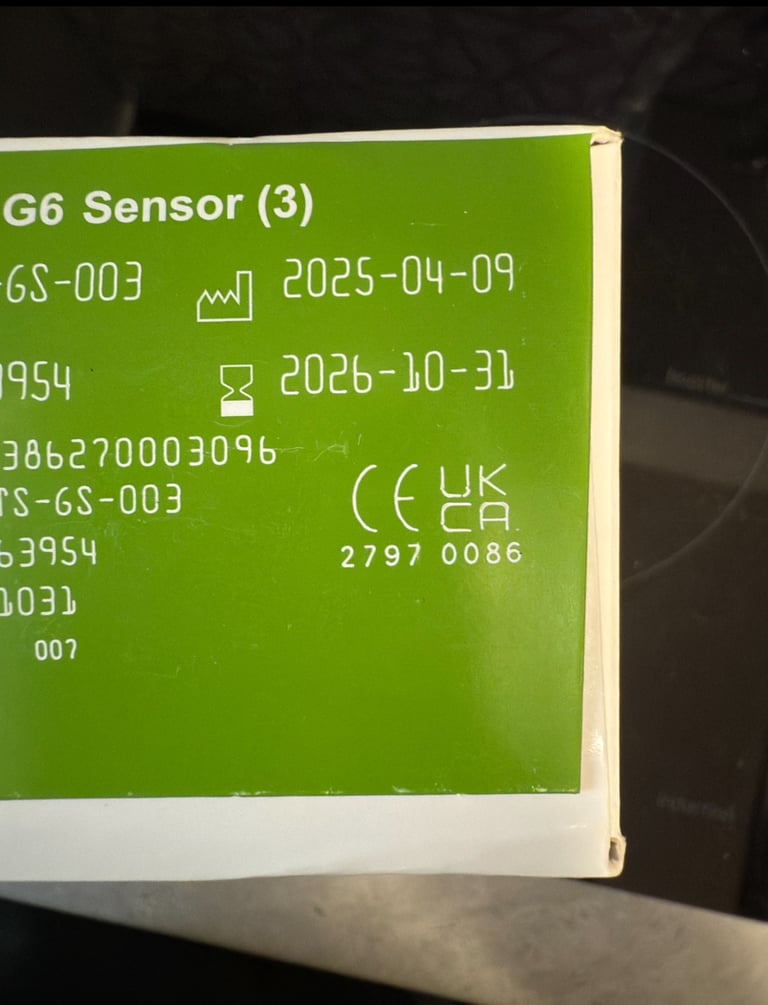 G6 Sensor (3)
-GS-003 2025-04-09
954 2026-10-31
386270003096
TS-GS-003
63954
1031
007
CE UK
CA
2797 0086